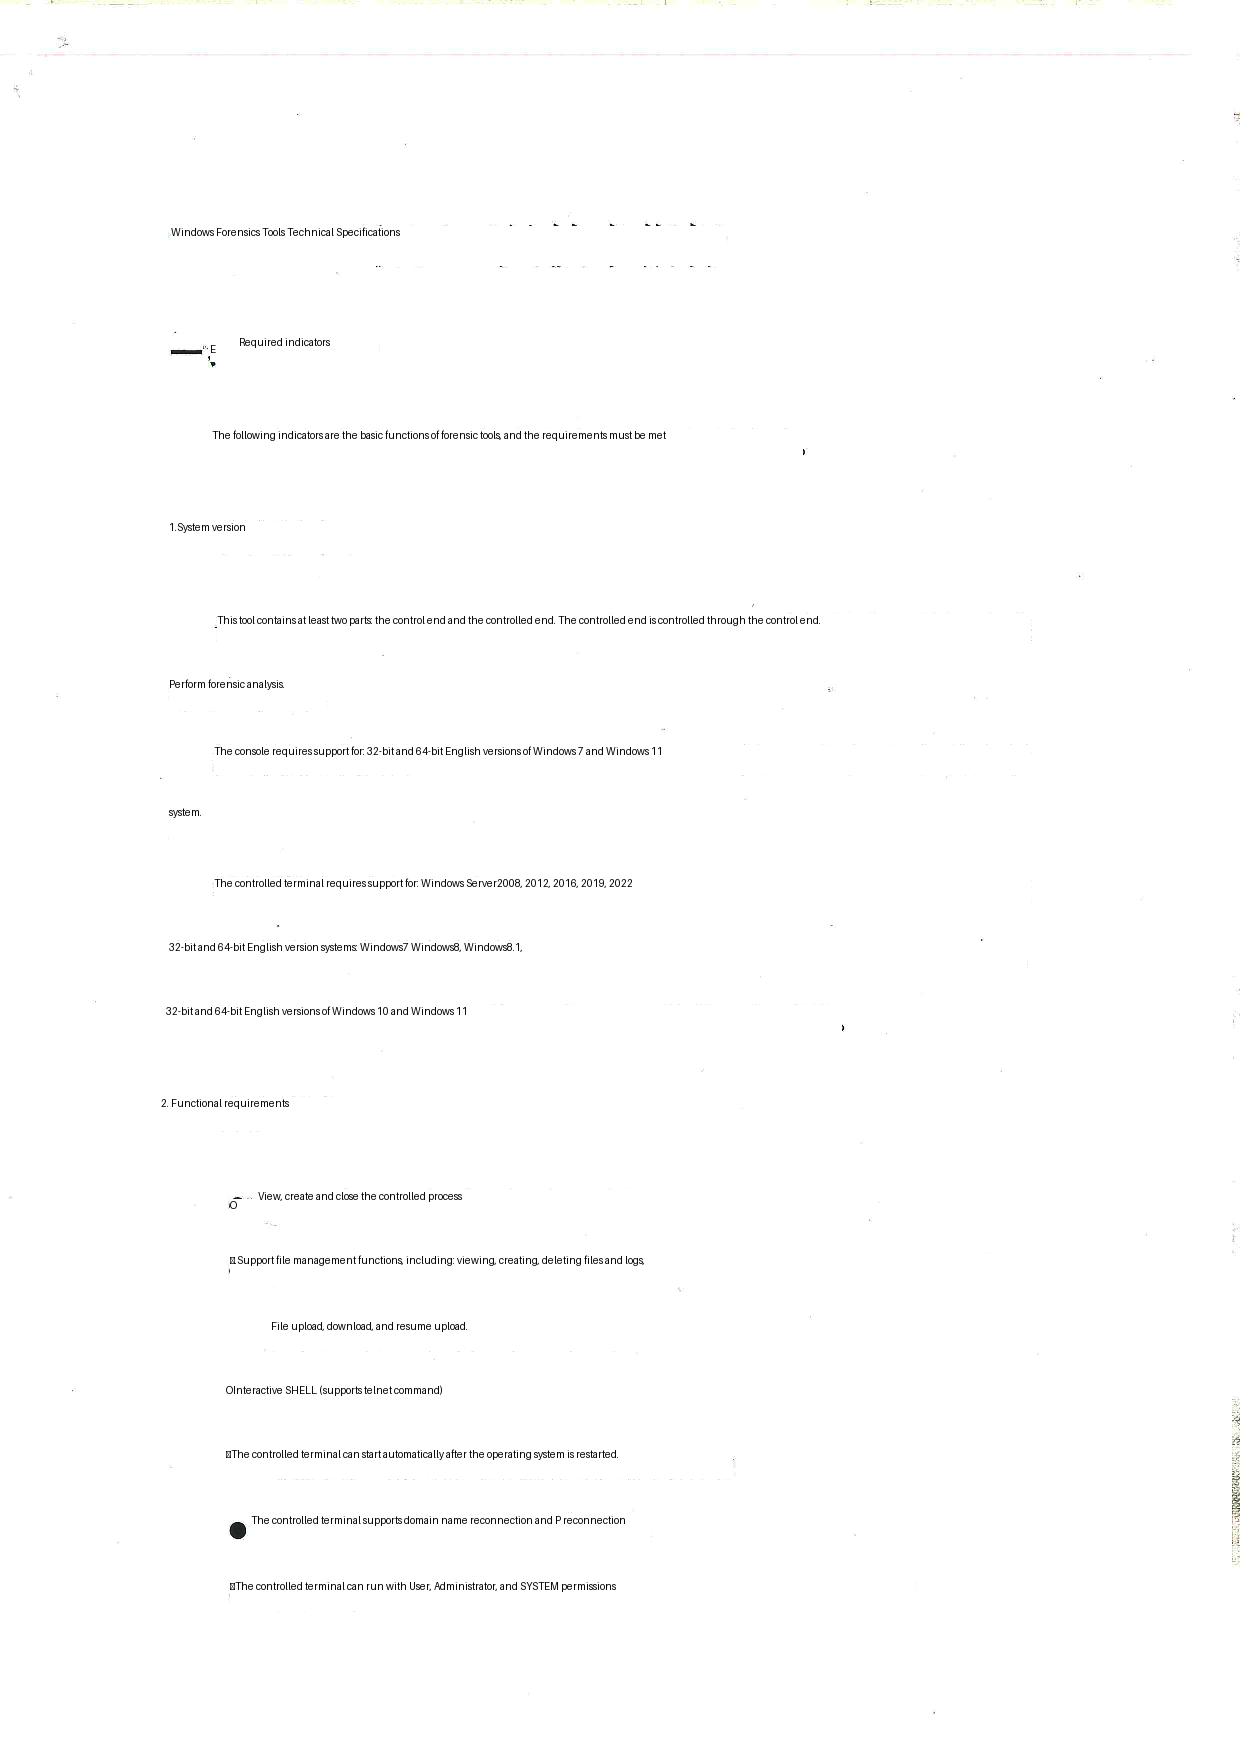 Windows Forensics Tools Technical Specifications
E
Required indicators
The following indicators are the basic functions of forensic tools, and the requirements must be met
1.System version
This tool contains at least two parts: the control end and the controlled end. The controlled end is controlled through the control end.
Perform forensic analysis.
The console requires support for: 32-bit and 64-bit English versions of Windows 7 and Windows 11
system.
The controlled terminal requires support for: Windows Server2008, 2012, 2016, 2019, 2022
32-bit and 64-bit English version systems: Windows7 Windows8, Windows8.1,
32-bit and 64-bit English versions of Windows 10 and Windows 11
2. Functional requirements
O View, create and close the controlled process
Support file management functions, including: viewing, creating, deleting files and logs,
File upload, download, and resume upload.
OInteractive SHELL (supports telnet command)
The controlled terminal can start automatically after the operating system is restarted.
The controlled terminal supports domain name reconnection and P reconnection
The controlled terminal can run with User, Administrator, and SYSTEM permissions